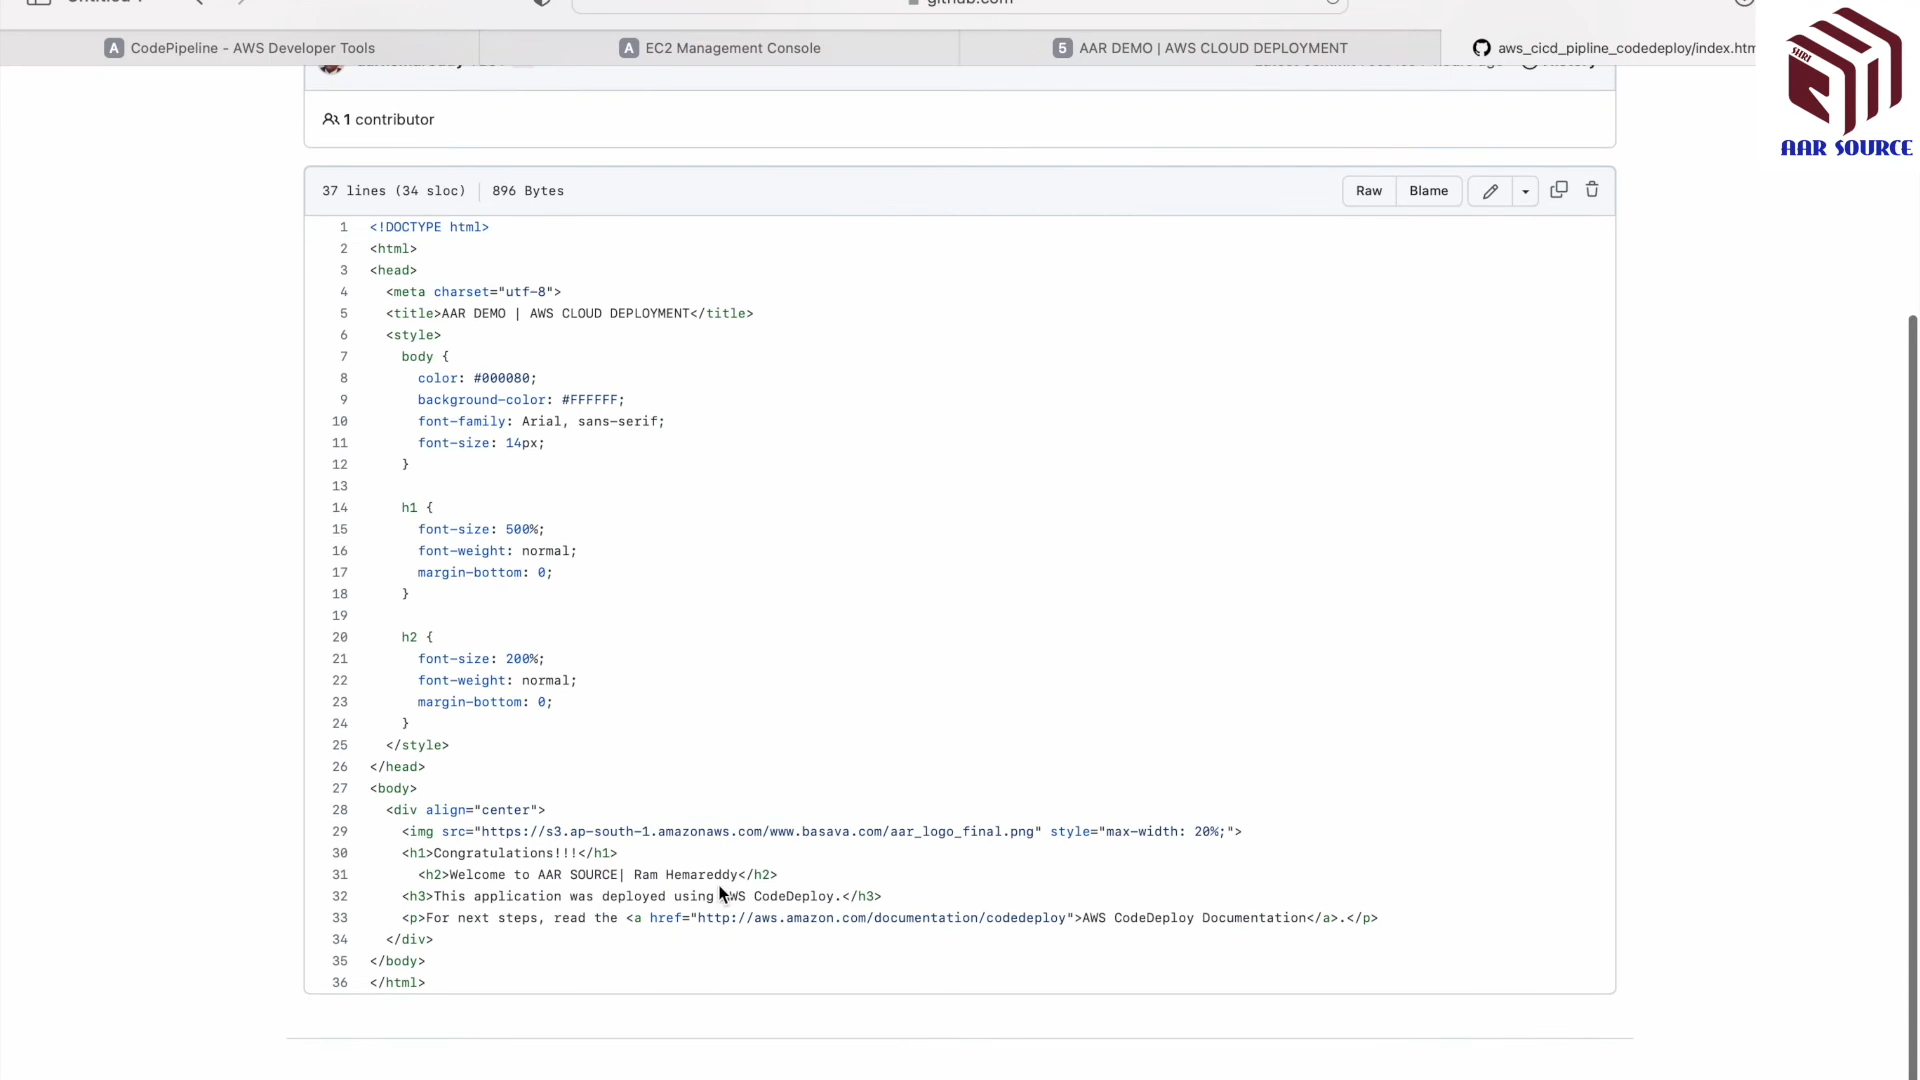 github.com
CodePipeline - AWS Developer Tools
EC2 Management Console
AAR DEMO | AWS CLOUD DEPLOYMENT
aws_cicd_pipline_codedeploy/index.htm
SHRI
AAR SOURCE
1 contributor
37 lines (34 sloc) 896 Bytes
Raw Blame
1 <!DOCTYPE html>
2 <html>
3 <head>
4 <meta charset="utf-8">
5 <title>AAR DEMO | AWS CLOUD DEPLOYMENT</title>
6 <style>
7 body {
8 color: #000080;
9 background-color: #FFFFFF;
10 font-family: Arial, sans-serif;
11 font-size: 14px;
12 }
13
14 h1 {
15 font-size: 500%;
16 font-weight: normal;
17 margin-bottom: 0;
18 }
19
20 h2 {
21 font-size: 200%;
22 font-weight: normal;
23 margin-bottom: 0;
24 }
25 </style>
26 </head>
27 <body>
28 <div align="center">
29 <img src="https://s3.ap-south-1.amazonaws.com/www.basava.com/aar_logo_final.png" style="max-width: 20%;">
30 <h1>Congratulations!!!</h1>
31 <h2>Welcome to AAR SOURCE| Ram Hemareddy</h2>
32 <h3>This application was deployed using AWS CodeDeploy.</h3>
33 <p>For next steps, read the <a href="http://aws.amazon.com/documentation/codedeploy">AWS CodeDeploy Documentation</a>.</p>
34 </div>
35 </body>
36 </html>